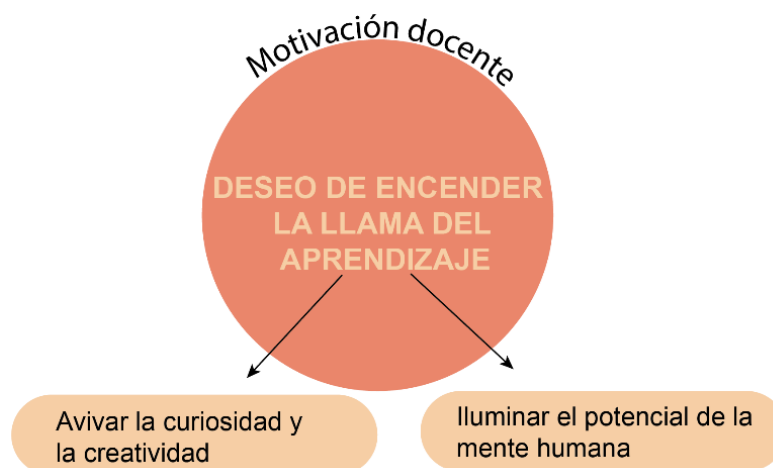 Motivación docente
DESEO DE ENCENDER
LA LLAMA DEL
APRENDIZAJE
Avivar la curiosidad y
la creatividad
Iluminar el potencial de la
mente humana